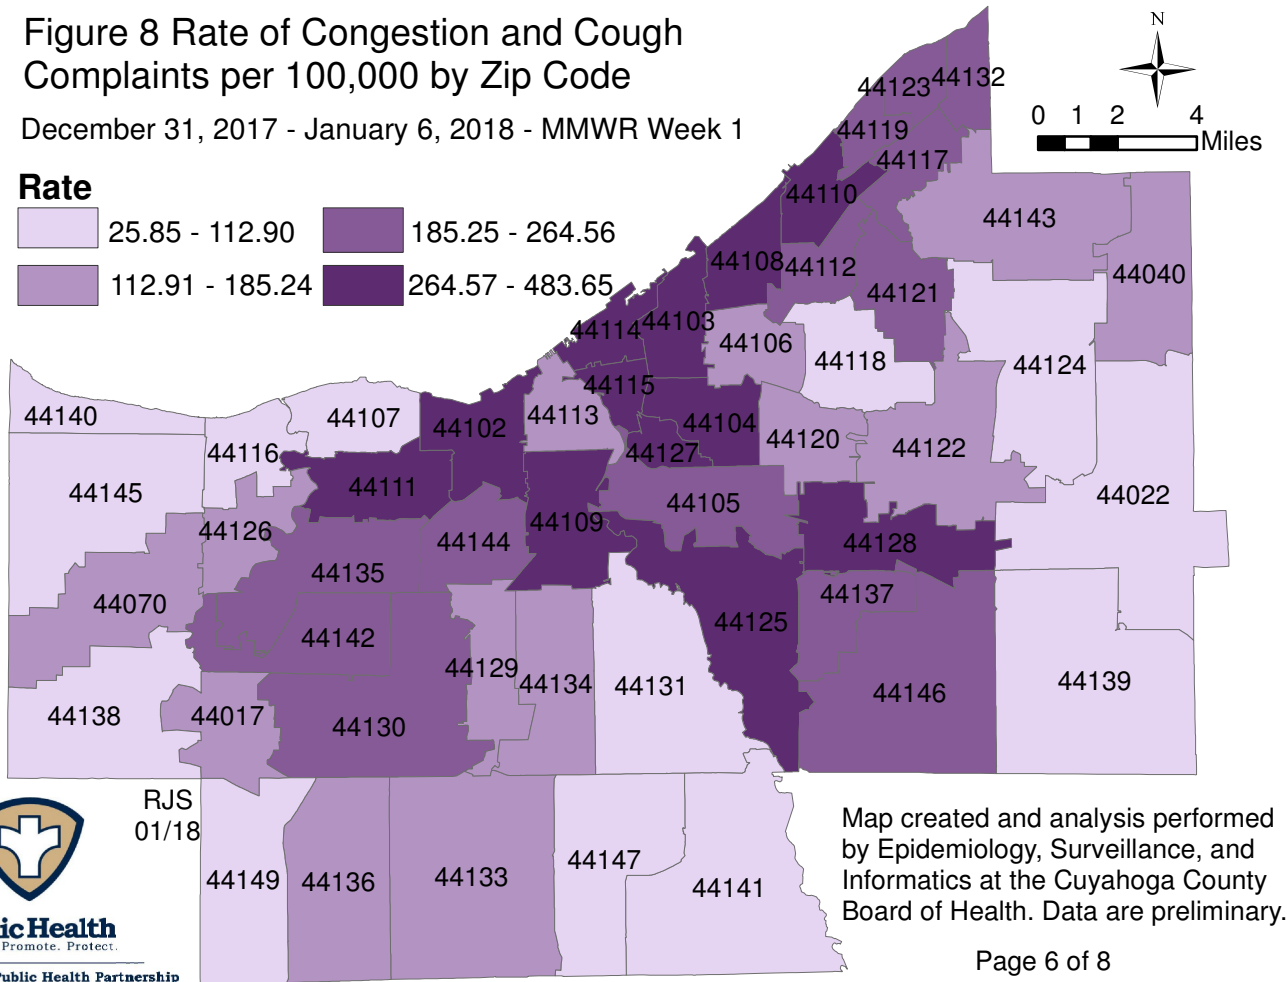 Figure 8 Rate of Congestion and Cough
Complaints per 100,000 by Zip Code
December 31, 2017 - January 6, 2018 - MMWR Week 1
Rate
25.85 - 112.90
185.25 - 264.56
112.91 - 185.24
264.57 - 483.65
N
0 1 2 4
Miles
44123
44132
44119
44117
44110
44143
44108
44112
44040
44121
44114
44103
44106
44118
44124
44115
44140
44107
44102
44113
44104
44120
44122
44116
44127
44145
44111
44105
44022
44126
44109
44144
44128
44135
44070
44137
44142
44125
44129
44134
44131
44146
44139
44138
44017
44130
RJS
01/18
44149
44136
44133
44147
44141
Map created and analysis performed
by Epidemiology, Surveillance, and
Informatics at the Cuyahoga County
Board of Health. Data are preliminary.
Page 6 of 8
ic Health
Promote. Protect.
Public Health Partnership